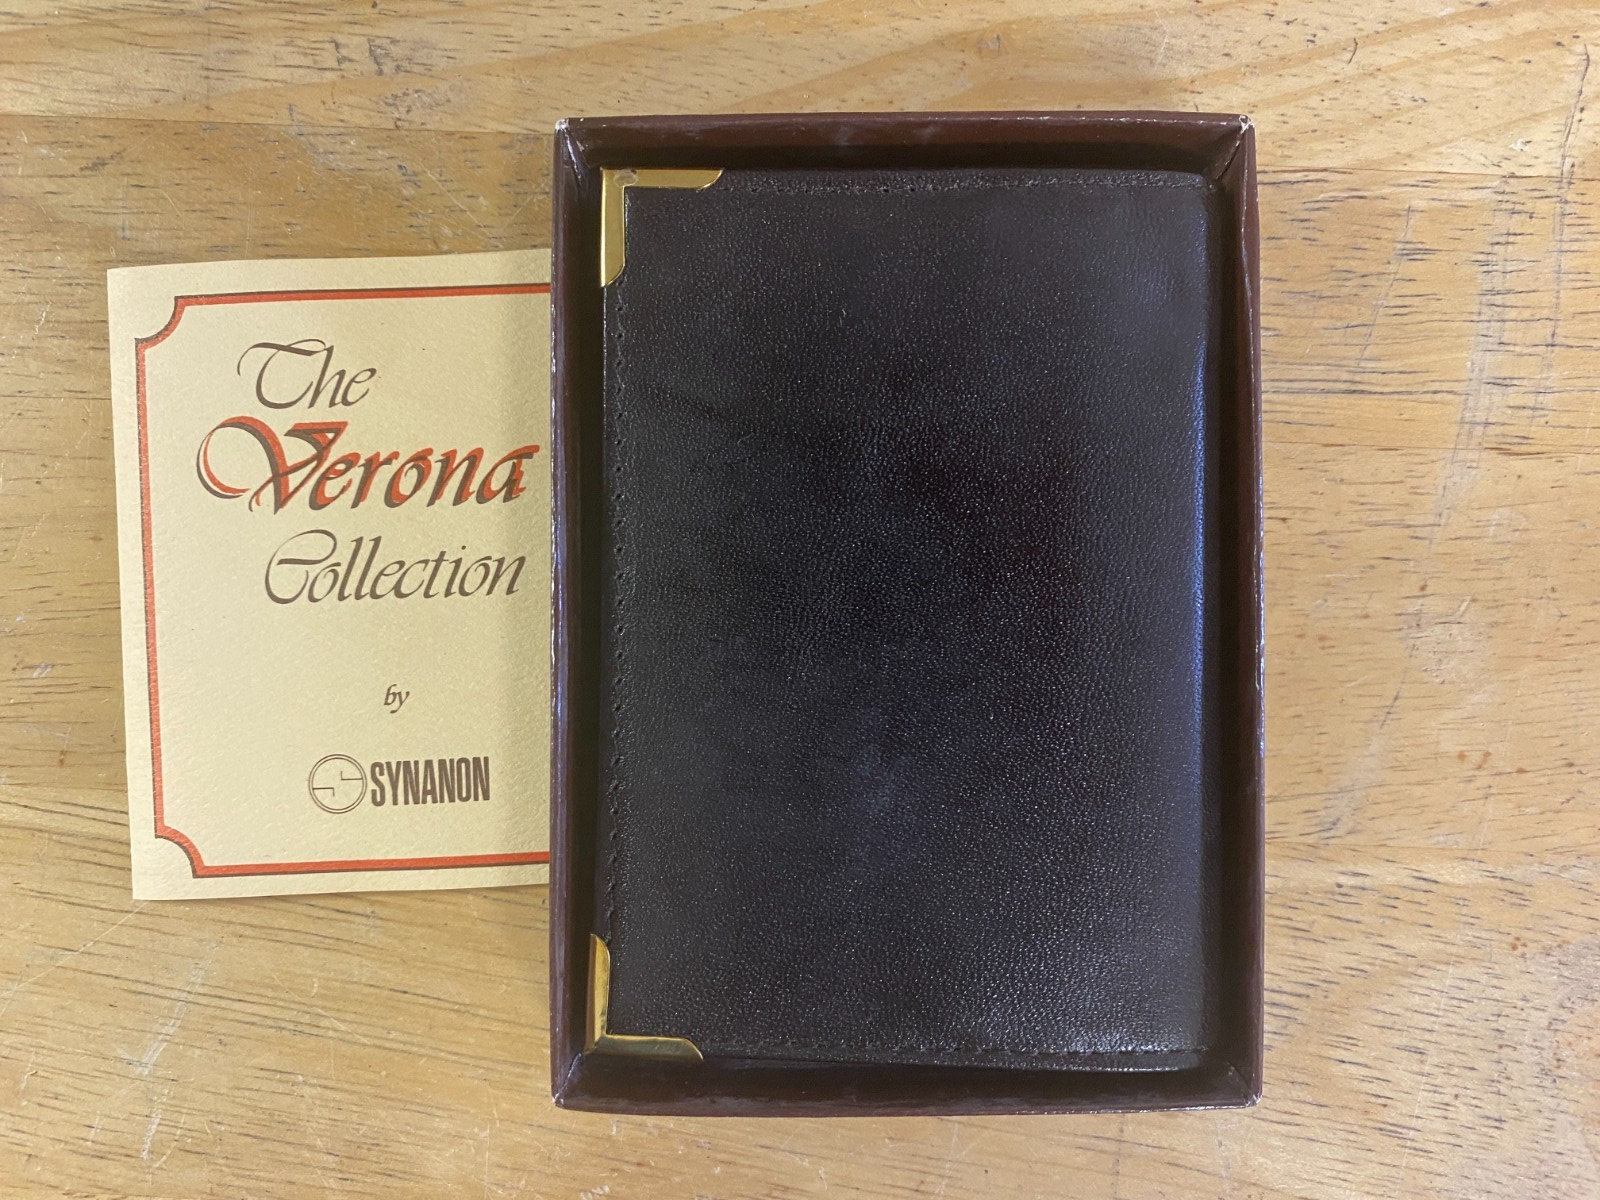 The
Verona
Collection
by
SYNANON